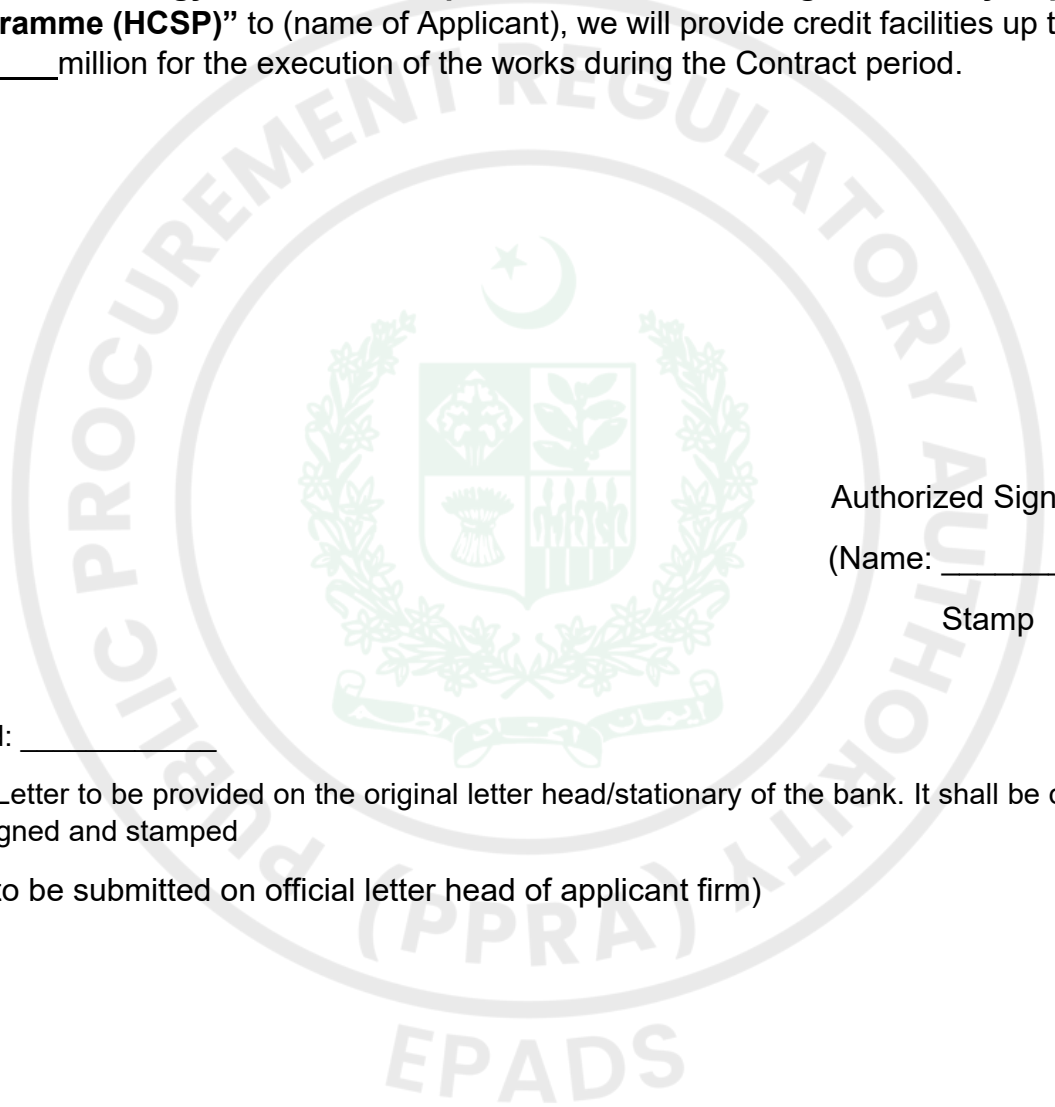 ramme (HCSP)” to (name of Applicant), we will provide credit facilities up t
____million for the execution of the works during the Contract period.
PUBLIC PROCUREMENT REGULATORY AUTHORITY
Authorized Sign
(Name: _______
Stamp
l: ____________
Letter to be provided on the original letter head/stationary of the bank. It shall be
gned and stamped
to be submitted on official letter head of applicant firm)
(PPRA)
EPADS